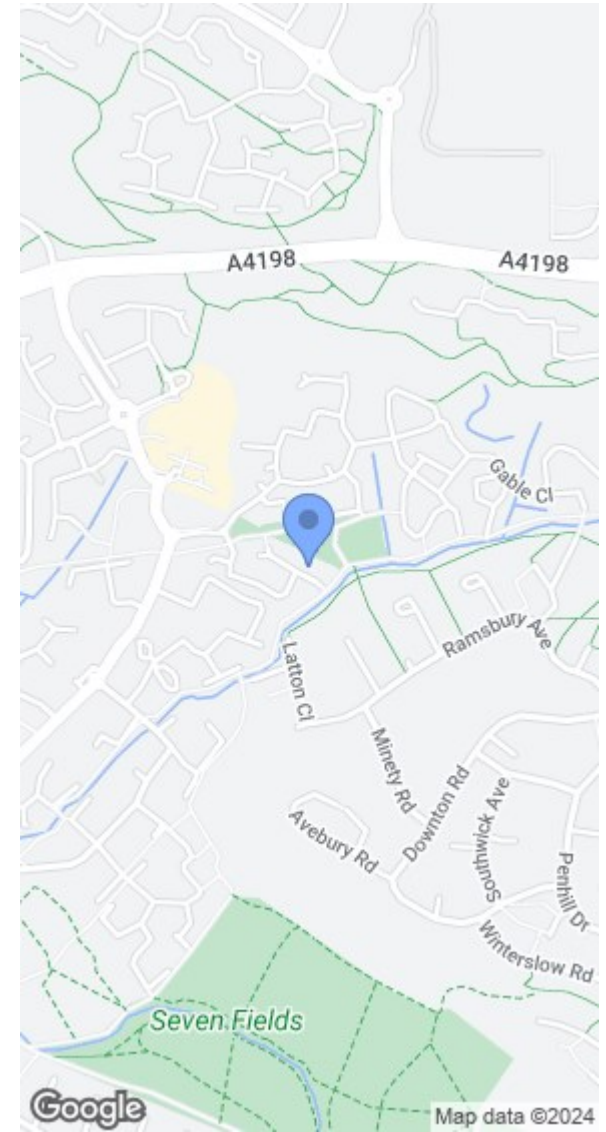 A4198
A4198
Gable Cl
Ramsbury Ave
Latton Cl
Minety Rd
Downton Rd
Southwick Ave
Avebury Rd
Penhill Dr
Winterslow Rd
Seven Fields
Google
Map data ©2024